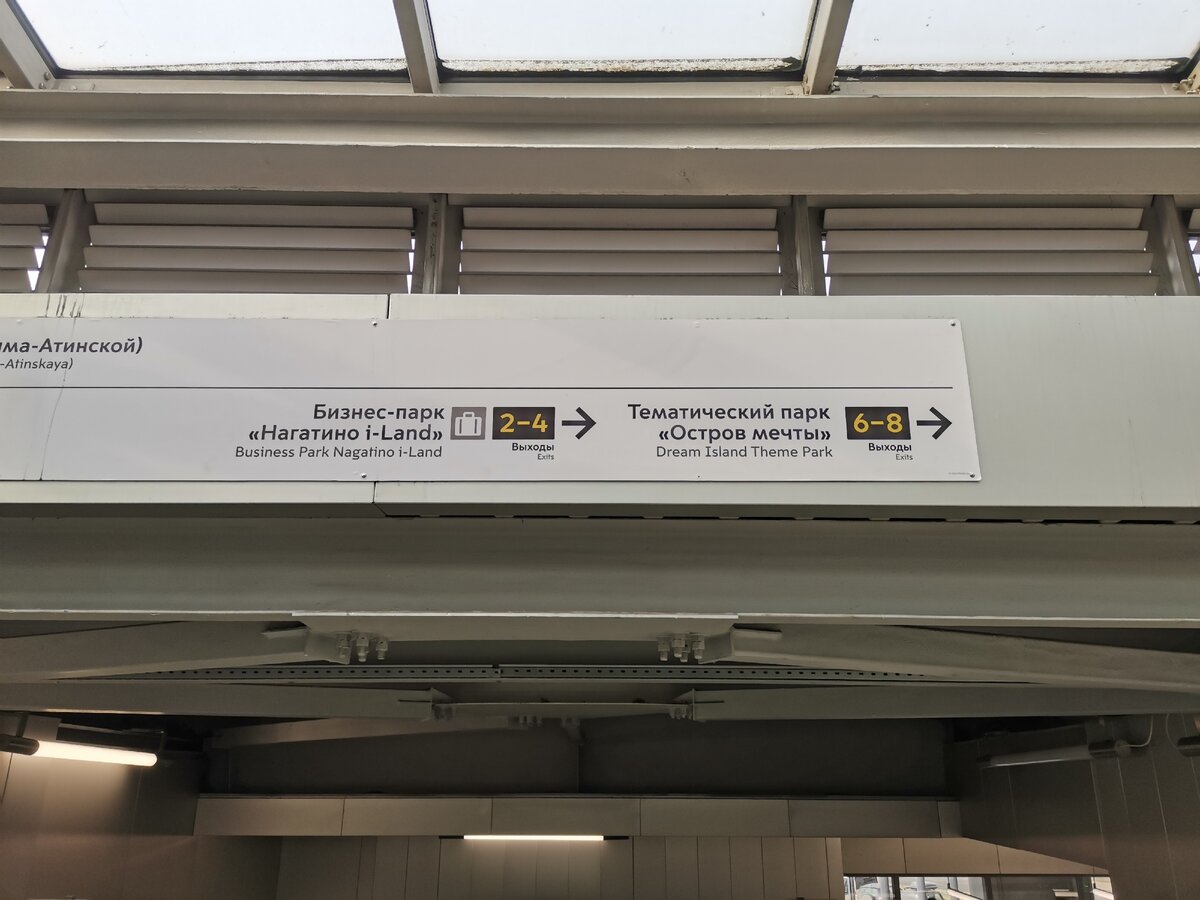 ма-Атинской)
-Atinskaya)
Бизнес-парк
«Нагатино i-Land»
Business Park Nagatino i-Land
2–4
Выходы
Exits
Тематический парк
«Остров мечты»
Dream Island Theme Park
6–8
Выходы
Exits